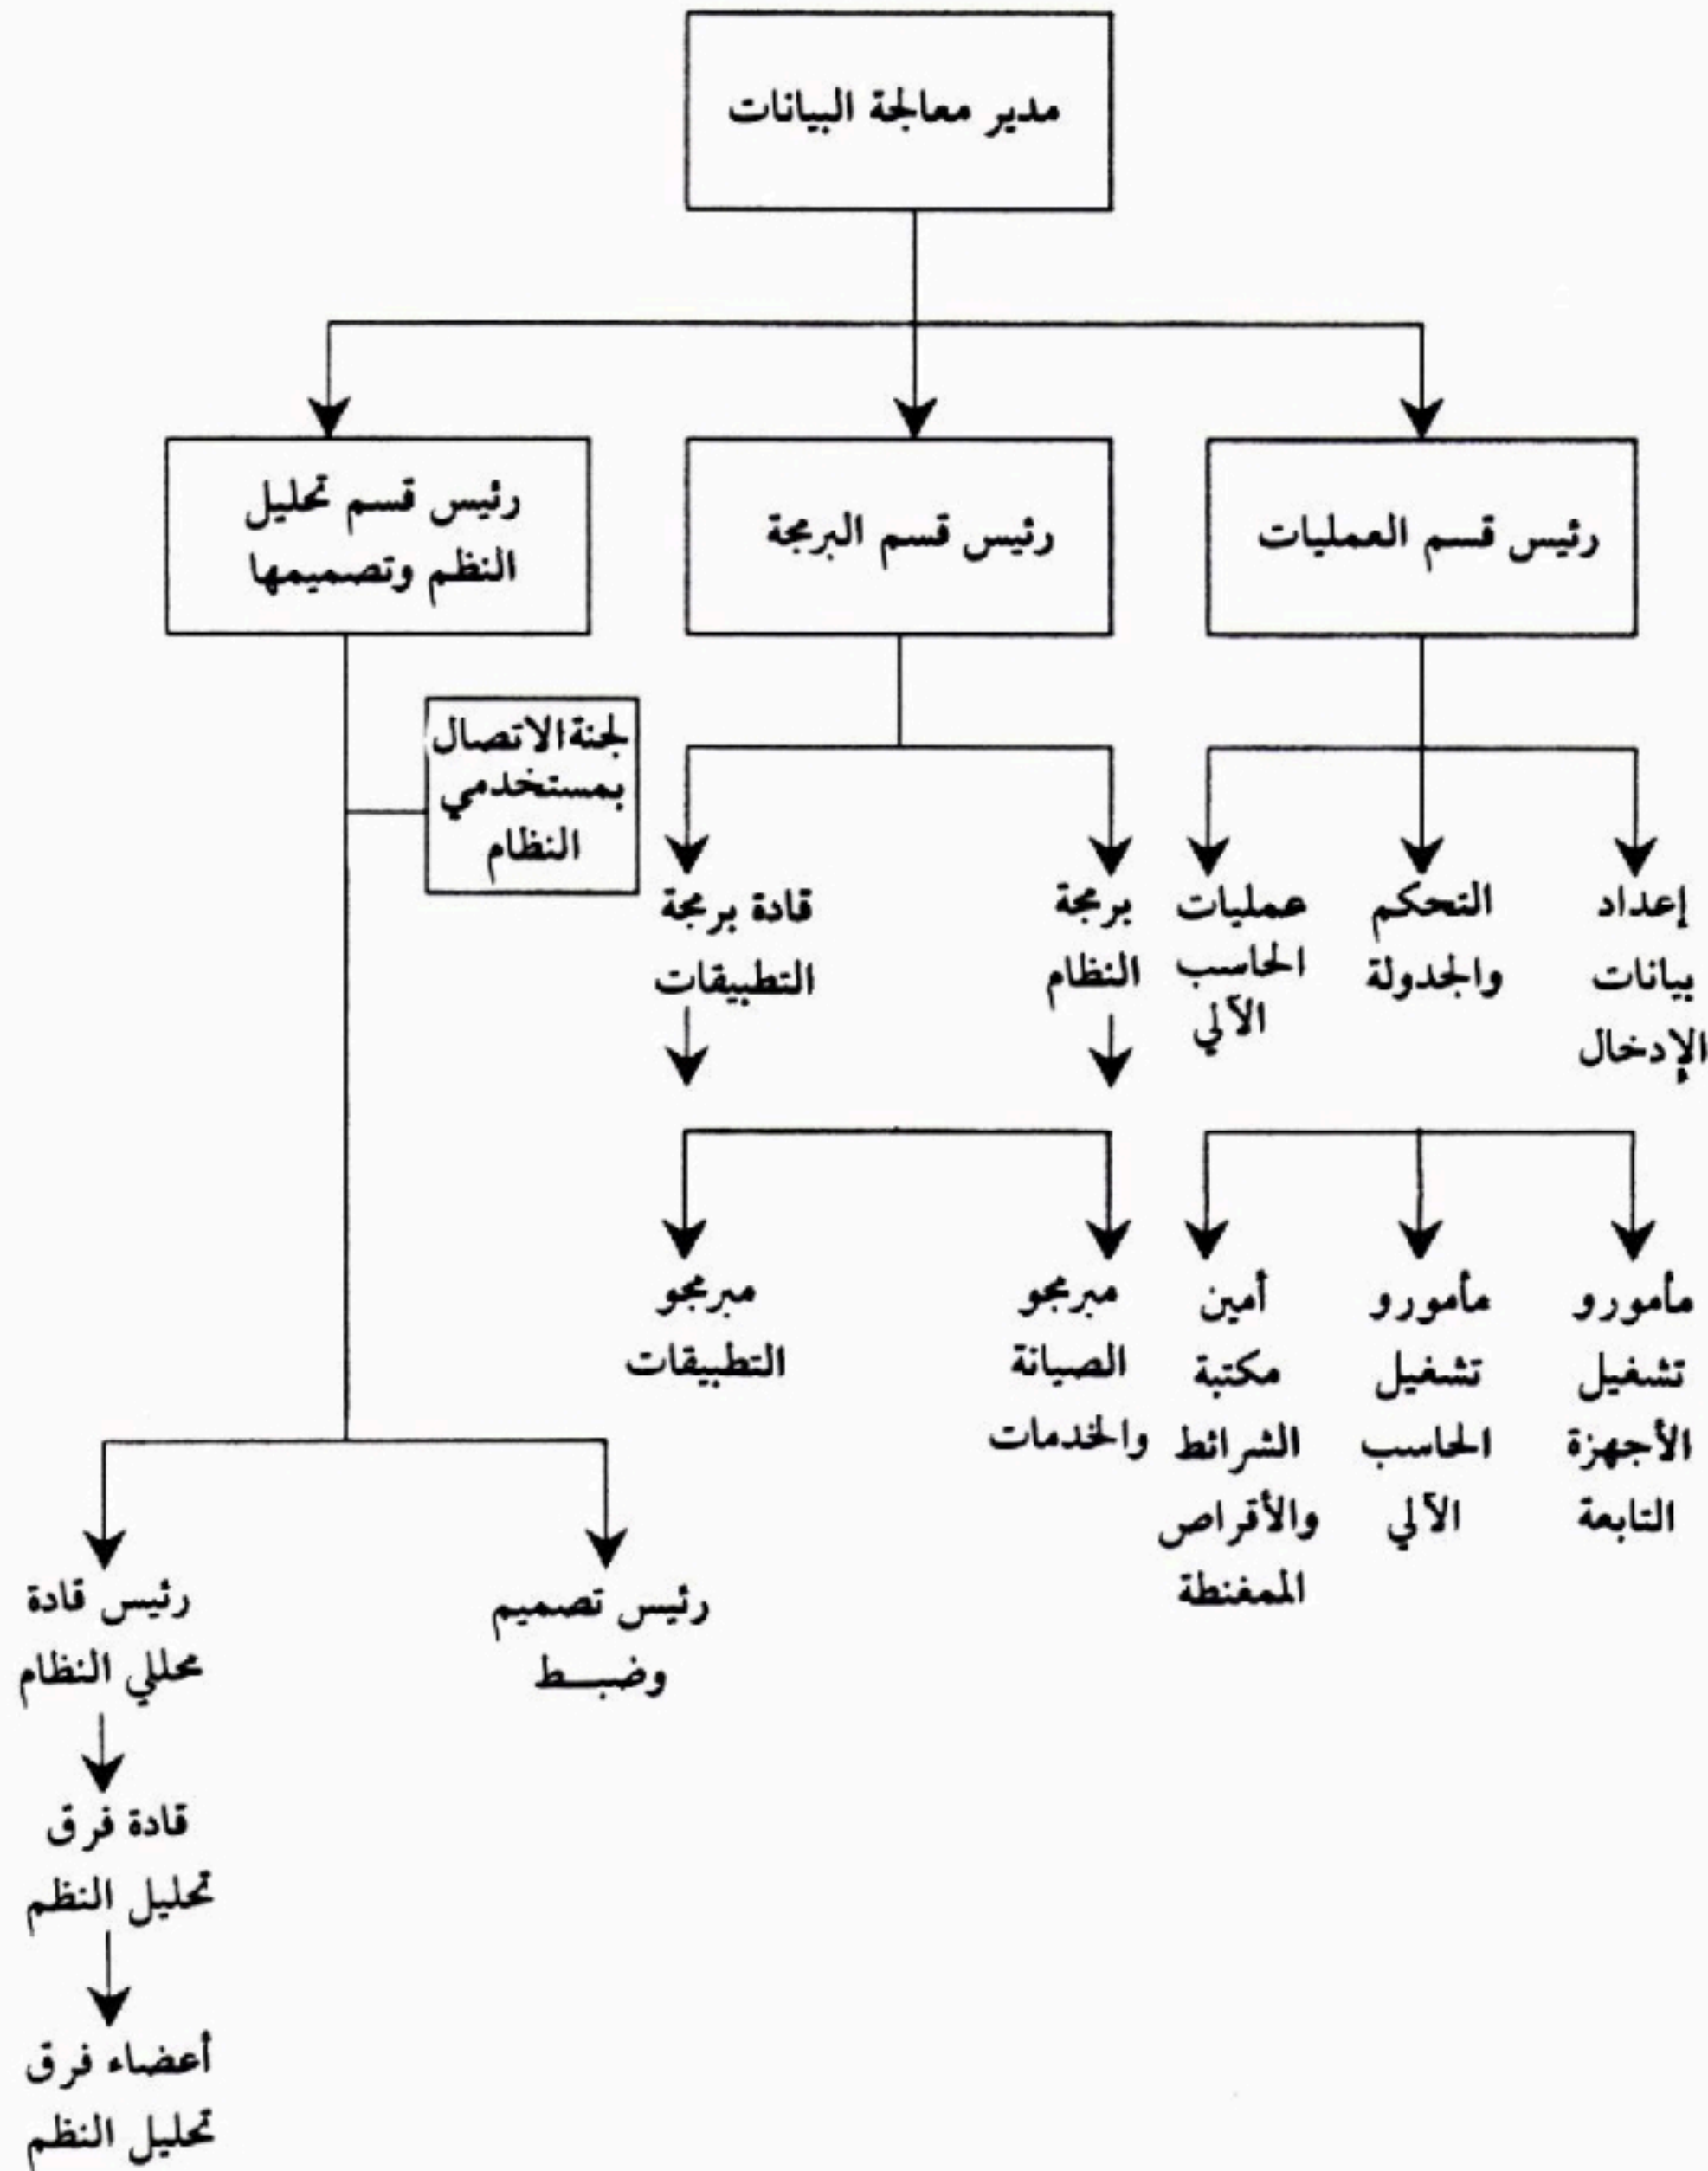 مدير معالجة البيانات
رئيس قسم العمليات
رئيس قسم البرمجة
رئيس قسم تحليل
النظم وتصميمها
لجنة الاتصال
بمستخدمي
النظام
إعداد
بيانات
الإدخال
التحكم
والجدولة
عمليات
الحاسب
الآلي
برمجة
النظام
قادة برمجة
التطبيقات
مأمورو
تشغيل
الأجهزة
التابعة
مأمورو
تشغيل
الحاسب
الآلي
أمين
مكتبة
الشرائط
والأقراص
الممغنطة
مبرمجو
الصيانة
والخدمات
مبرمجو
التطبيقات
رئيس تصميم
وضبـــط
رئيس قادة
محللي النظام
قادة فرق
تحليل النظم
أعضاء فرق
تحليل النظم